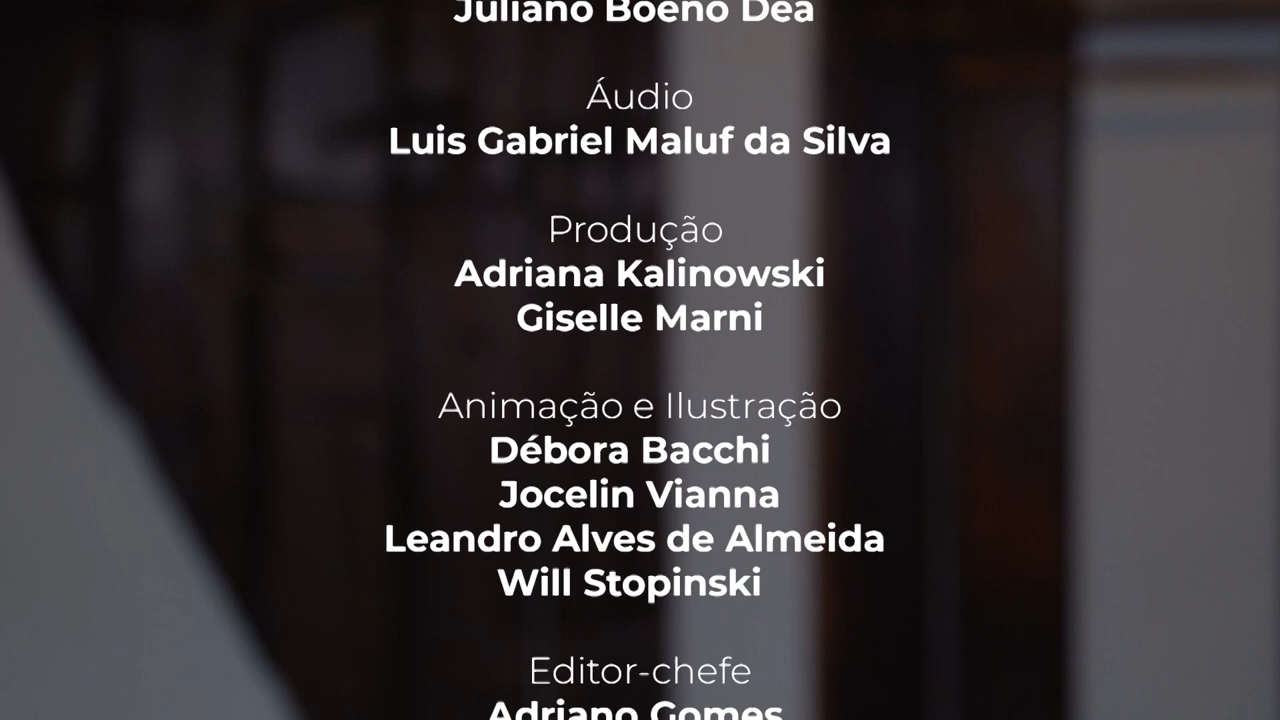 Juliano Boeno Dea
Áudio
Luis Gabriel Maluf da Silva
Produção
Adriana Kalinowski
Giselle Marni
Animação e Ilustração
Débora Bacchi
Jocelin Vianna
Leandro Alves de Almeida
Will Stopinski
Editor-chefe
Adriano Gomes